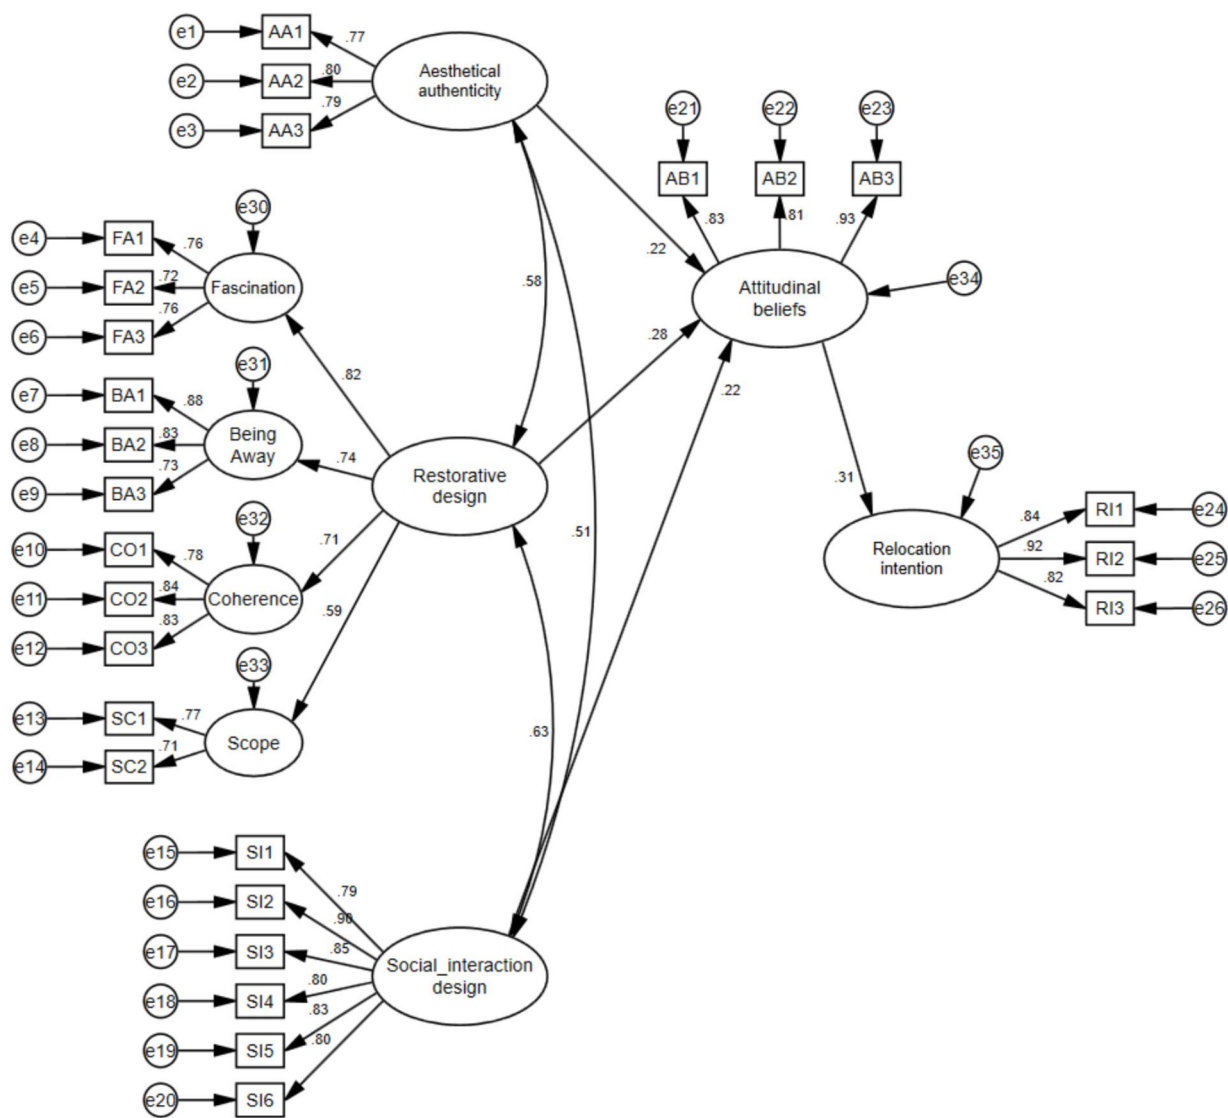 e1
AA1
.77
e2
AA2
.80
e3
AA3
.79
Aesthetical
authenticity
e21
e22
e23
AB1
AB2
AB3
.83
.81
.93
.22
Attitudinal
beliefs
e34
e30
e4
FA1
.76
e5
FA2
.72
e6
FA3
.76
Fascination
.58
.28
.22
.82
e31
e7
BA1
.88
e8
BA2
.83
e9
BA3
.73
Being
Away
.74
Restorative
design
.31
e35
e32
e10
CO1
.78
e11
CO2
.84
e12
CO3
.83
Coherence
.71
.59
.51
Relocation
intention
.84
RI1
e24
.92
RI2
e25
.82
RI3
e26
e33
e13
SC1
.77
e14
SC2
.71
Scope
.63
e15
SI1
.79
e16
SI2
.90
e17
SI3
.85
e18
SI4
.80
e19
SI5
.83
e20
SI6
.80
Social_interaction
design